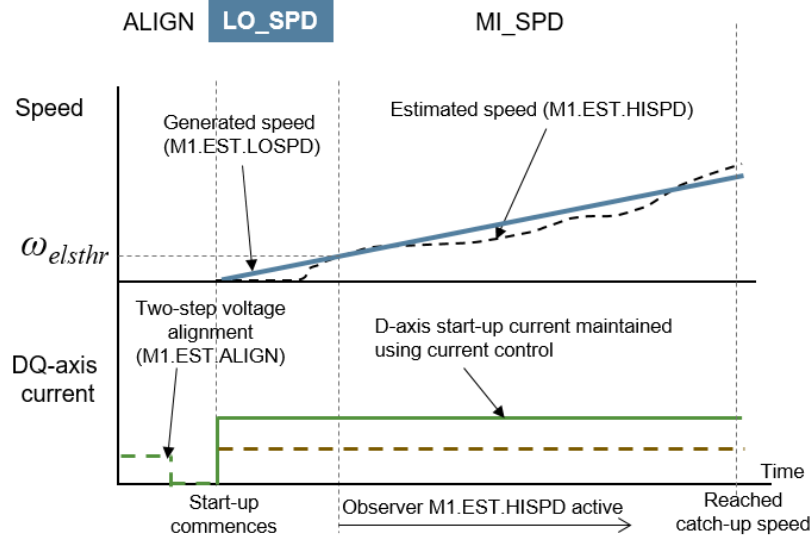 ALIGN LO_SPD MI_SPD
Speed
Generated speed
(M1.EST.LOSPD)
Estimated speed (M1.EST.HISPD)
ωelsthr
Two-step voltage
alignment
(M1.EST.ALIGN)
D-axis start-up current maintained
using current control
DQ-axis
current
Time
Start-up
commences
Observer M1.EST.HISPD active
Reached
catch-up speed